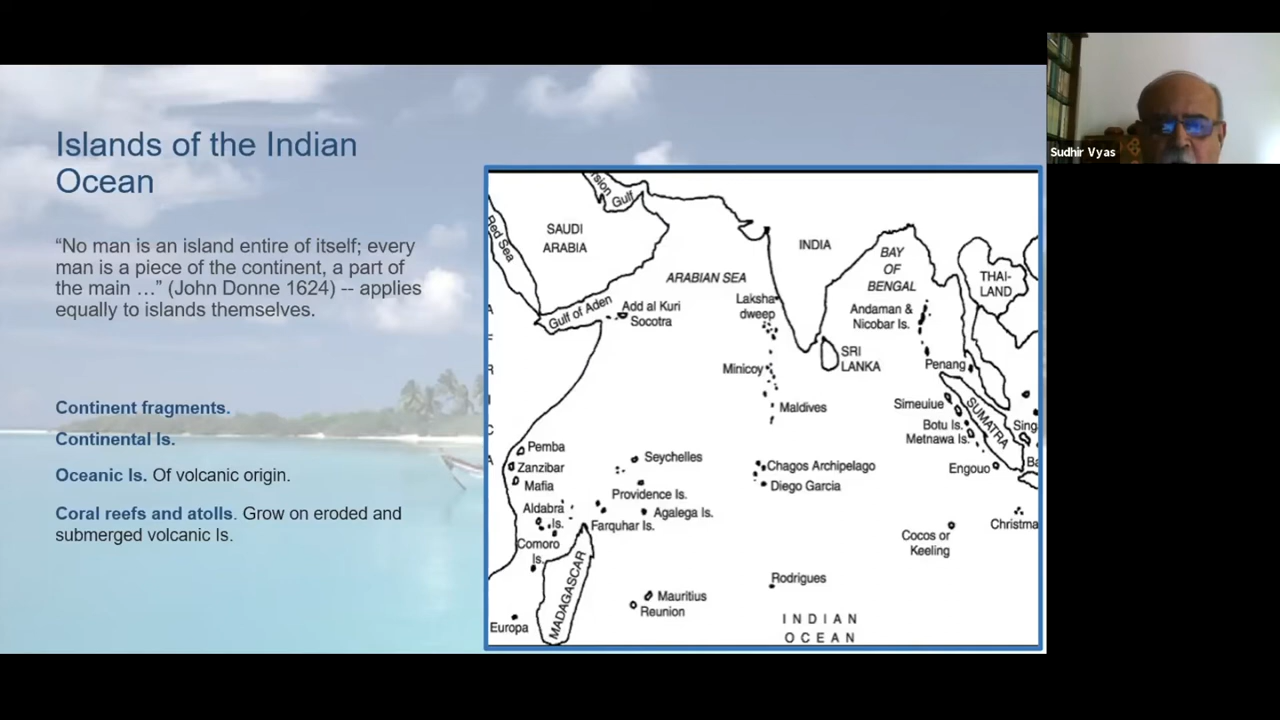 Islands of the Indian
Ocean
“No man is an island entire of itself; every
man is a piece of the continent, a part of
the main …” (John Donne 1624) -- applies
equally to islands themselves.
Continent fragments.
Continental Is.
Oceanic Is. Of volcanic origin.
Coral reefs and atolls. Grow on eroded and
submerged volcanic Is.
Sudhir Vyas
rsion Gulf
Red Sea
SAUDI
ARABIA
INDIA
BAY
OF
BENGAL
THAI-
LAND
ARABIAN SEA
Gulf of Aden
Add al Kuri
Socotra
Laksha-
dweep
Andaman &
Nicobar Is.
A
F
R
I
C
A
SRI
LANKA
Minicoy
Penang
Maldives
Simeulue
SUMATRA
Botu Is.
Metnawa Is.
Sing
Ba
Engouo
Pemba
Zanzibar
Mafia
Seychelles
Chagos Archipelago
Diego Garcia
Providence Is.
Aldabra
Is.
Agalega Is.
Farquhar Is.
Comoro
Is.
Cocos or
Keeling
Christma
MADAGASCAR
Rodrigues
Mauritius
Reunion
Europa
INDIAN
OCEAN